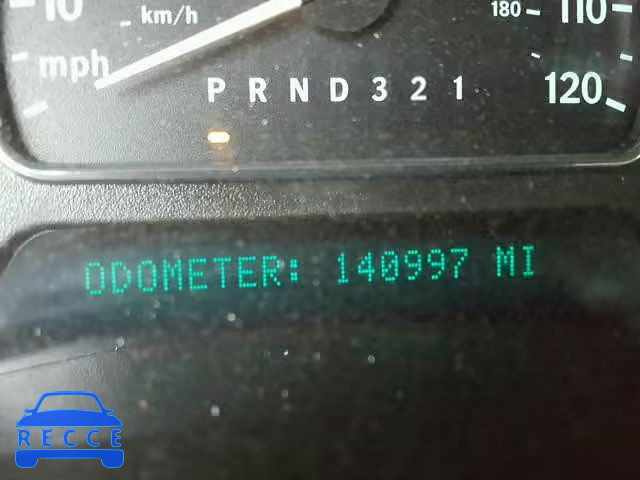 10 km/h 180 110
mph 120
P R N D 3 2 1
ODOMETER: 140997 MI
RECCE